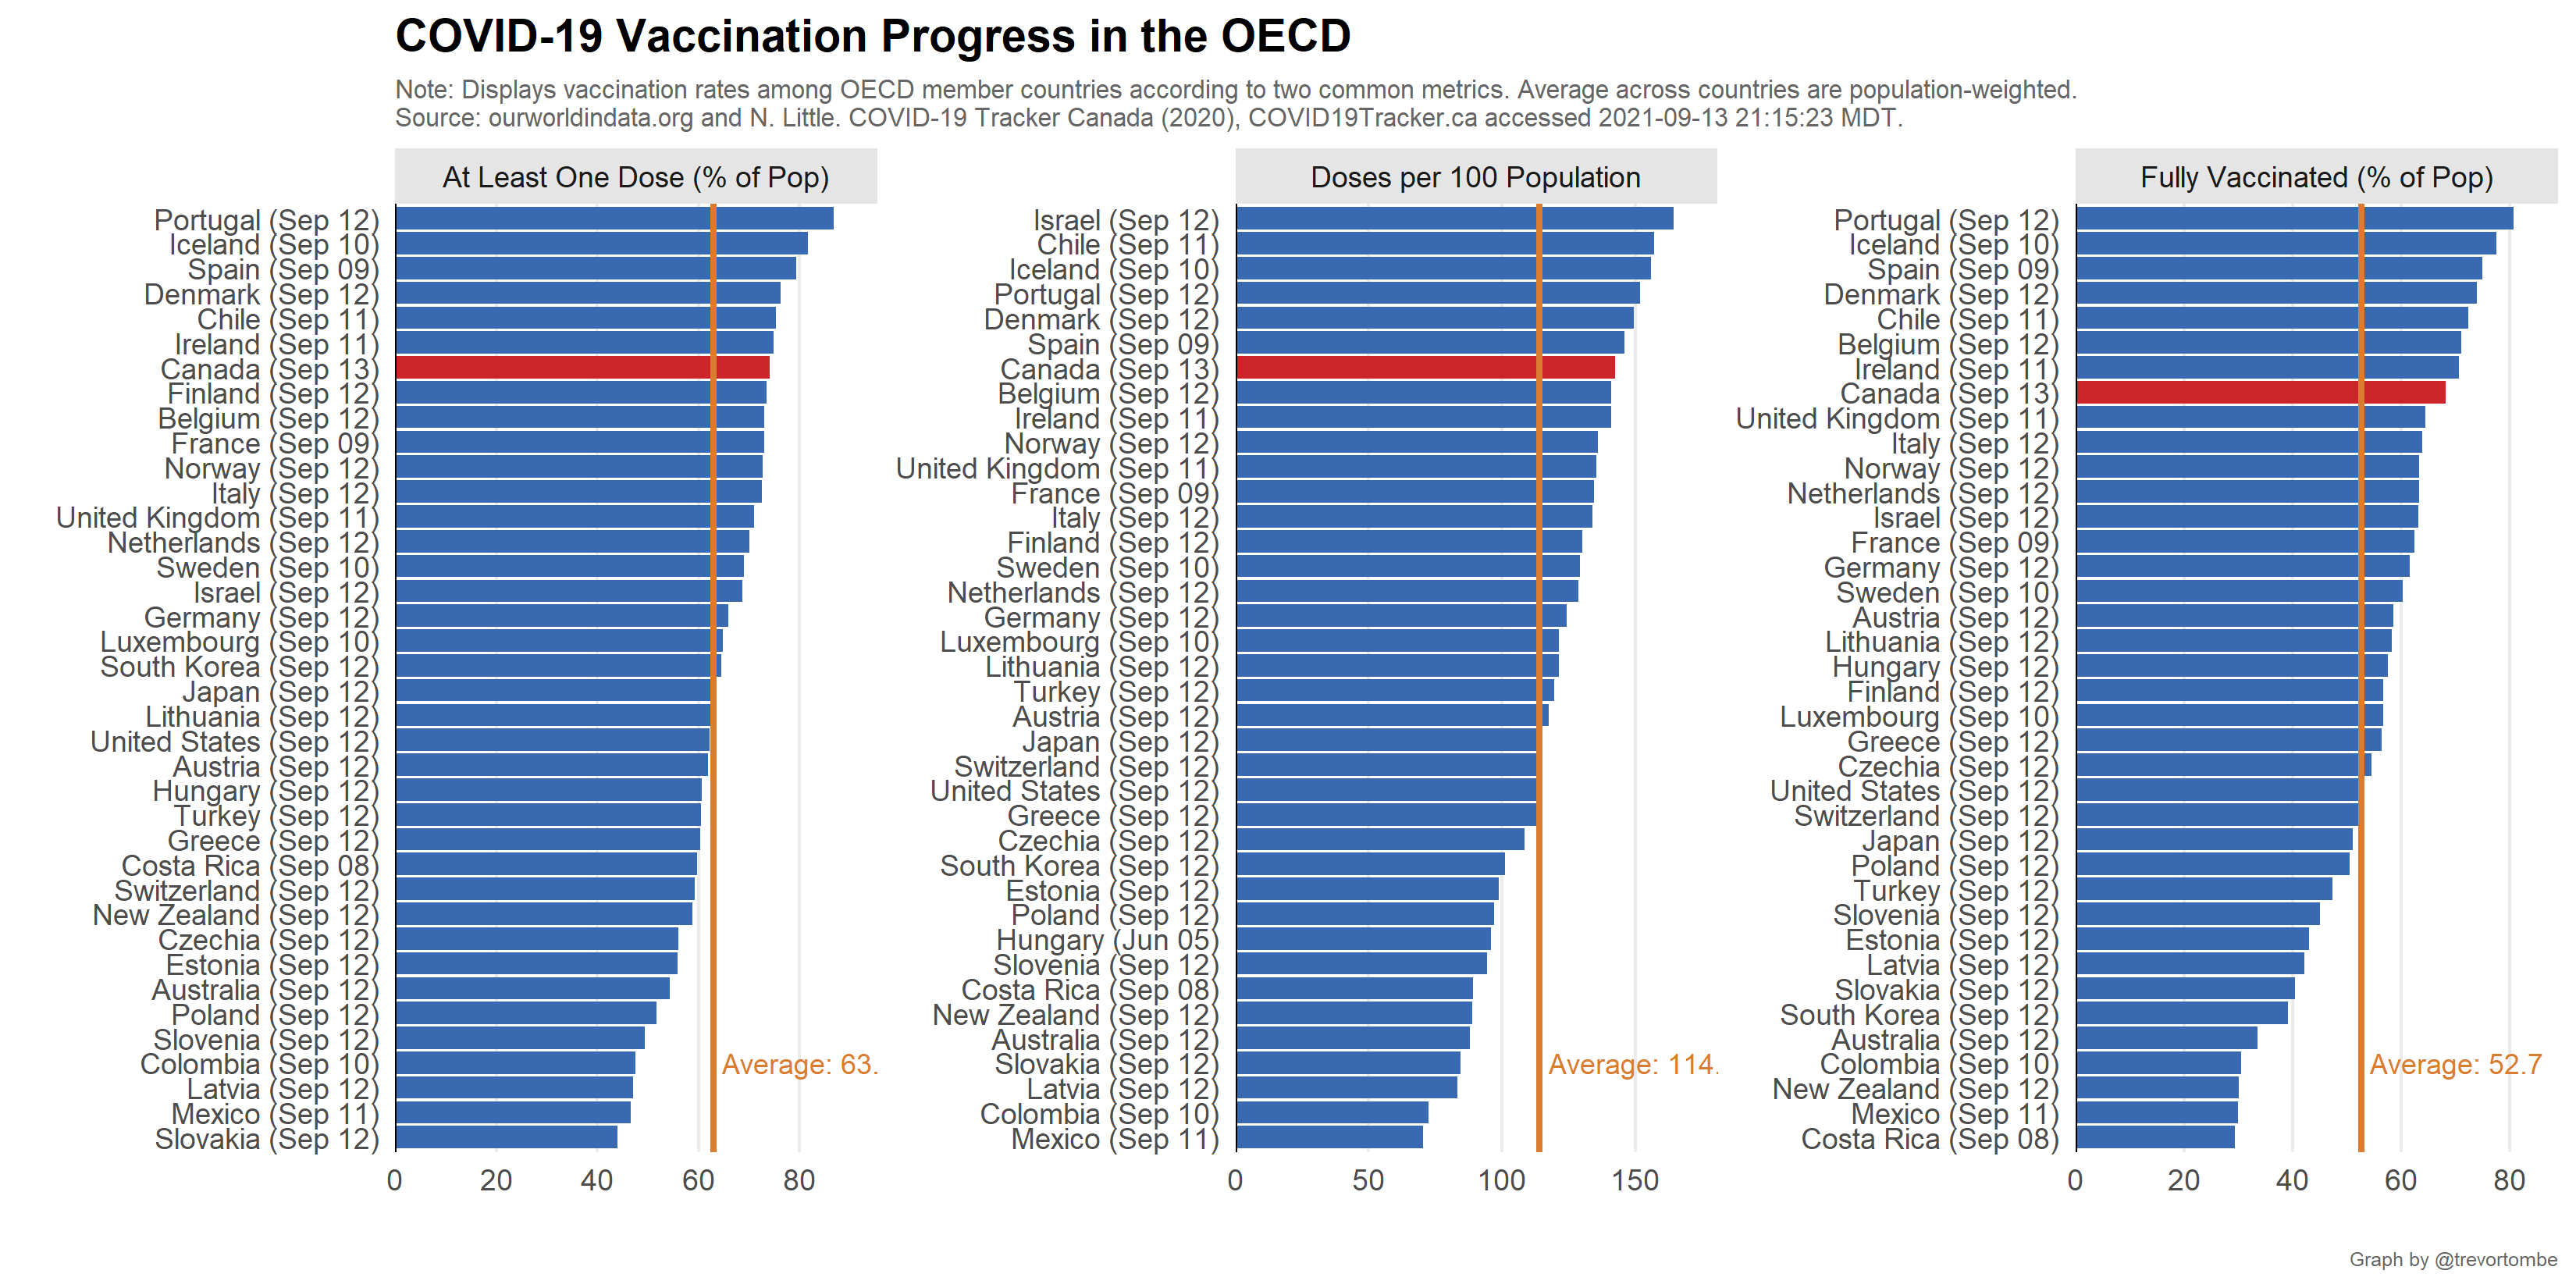 COVID-19 Vaccination Progress in the OECD
Note: Displays vaccination rates among OECD member countries according to two common metrics. Average across countries are population-weighted.
Source: ourworldindata.org and N. Little. COVID-19 Tracker Canada (2020), COVID19Tracker.ca accessed 2021-09-13 21:15:23 MDT.
At Least One Dose (% of Pop)
Portugal (Sep 12)
Iceland (Sep 10)
Spain (Sep 09)
Denmark (Sep 12)
Chile (Sep 11)
Ireland (Sep 11)
Canada (Sep 13)
Finland (Sep 12)
Belgium (Sep 12)
France (Sep 09)
Norway (Sep 12)
Italy (Sep 12)
United Kingdom (Sep 11)
Netherlands (Sep 12)
Sweden (Sep 10)
Israel (Sep 12)
Germany (Sep 12)
Luxembourg (Sep 10)
South Korea (Sep 12)
Japan (Sep 12)
Lithuania (Sep 12)
United States (Sep 12)
Austria (Sep 12)
Hungary (Sep 12)
Turkey (Sep 12)
Greece (Sep 12)
Costa Rica (Sep 08)
Switzerland (Sep 12)
New Zealand (Sep 12)
Czechia (Sep 12)
Estonia (Sep 12)
Australia (Sep 12)
Poland (Sep 12)
Slovenia (Sep 12)
Colombia (Sep 10)
Latvia (Sep 12)
Mexico (Sep 11)
Slovakia (Sep 12)
Average: 63.
0 20 40 60 80
Doses per 100 Population
Israel (Sep 12)
Chile (Sep 11)
Iceland (Sep 10)
Portugal (Sep 12)
Denmark (Sep 12)
Spain (Sep 09)
Canada (Sep 13)
Belgium (Sep 12)
Ireland (Sep 11)
Norway (Sep 12)
United Kingdom (Sep 11)
France (Sep 09)
Italy (Sep 12)
Finland (Sep 12)
Sweden (Sep 10)
Netherlands (Sep 12)
Germany (Sep 12)
Luxembourg (Sep 10)
Lithuania (Sep 12)
Turkey (Sep 12)
Austria (Sep 12)
Japan (Sep 12)
Switzerland (Sep 12)
United States (Sep 12)
Greece (Sep 12)
Czechia (Sep 12)
South Korea (Sep 12)
Estonia (Sep 12)
Poland (Sep 12)
Hungary (Jun 05)
Slovenia (Sep 12)
Costa Rica (Sep 08)
New Zealand (Sep 12)
Australia (Sep 12)
Slovakia (Sep 12)
Latvia (Sep 12)
Colombia (Sep 10)
Mexico (Sep 11)
Average: 114.
0 50 100 150
Fully Vaccinated (% of Pop)
Portugal (Sep 12)
Iceland (Sep 10)
Spain (Sep 09)
Denmark (Sep 12)
Chile (Sep 11)
Belgium (Sep 12)
Ireland (Sep 11)
Canada (Sep 13)
United Kingdom (Sep 11)
Italy (Sep 12)
Norway (Sep 12)
Netherlands (Sep 12)
Israel (Sep 12)
France (Sep 09)
Germany (Sep 12)
Sweden (Sep 10)
Austria (Sep 12)
Lithuania (Sep 12)
Hungary (Sep 12)
Finland (Sep 12)
Luxembourg (Sep 10)
Greece (Sep 12)
Czechia (Sep 12)
United States (Sep 12)
Switzerland (Sep 12)
Japan (Sep 12)
Poland (Sep 12)
Turkey (Sep 12)
Slovenia (Sep 12)
Estonia (Sep 12)
Latvia (Sep 12)
Slovakia (Sep 12)
South Korea (Sep 12)
Australia (Sep 12)
Colombia (Sep 10)
New Zealand (Sep 12)
Mexico (Sep 11)
Costa Rica (Sep 08)
Average: 52.7
0 20 40 60 80
Graph by @trevortombe